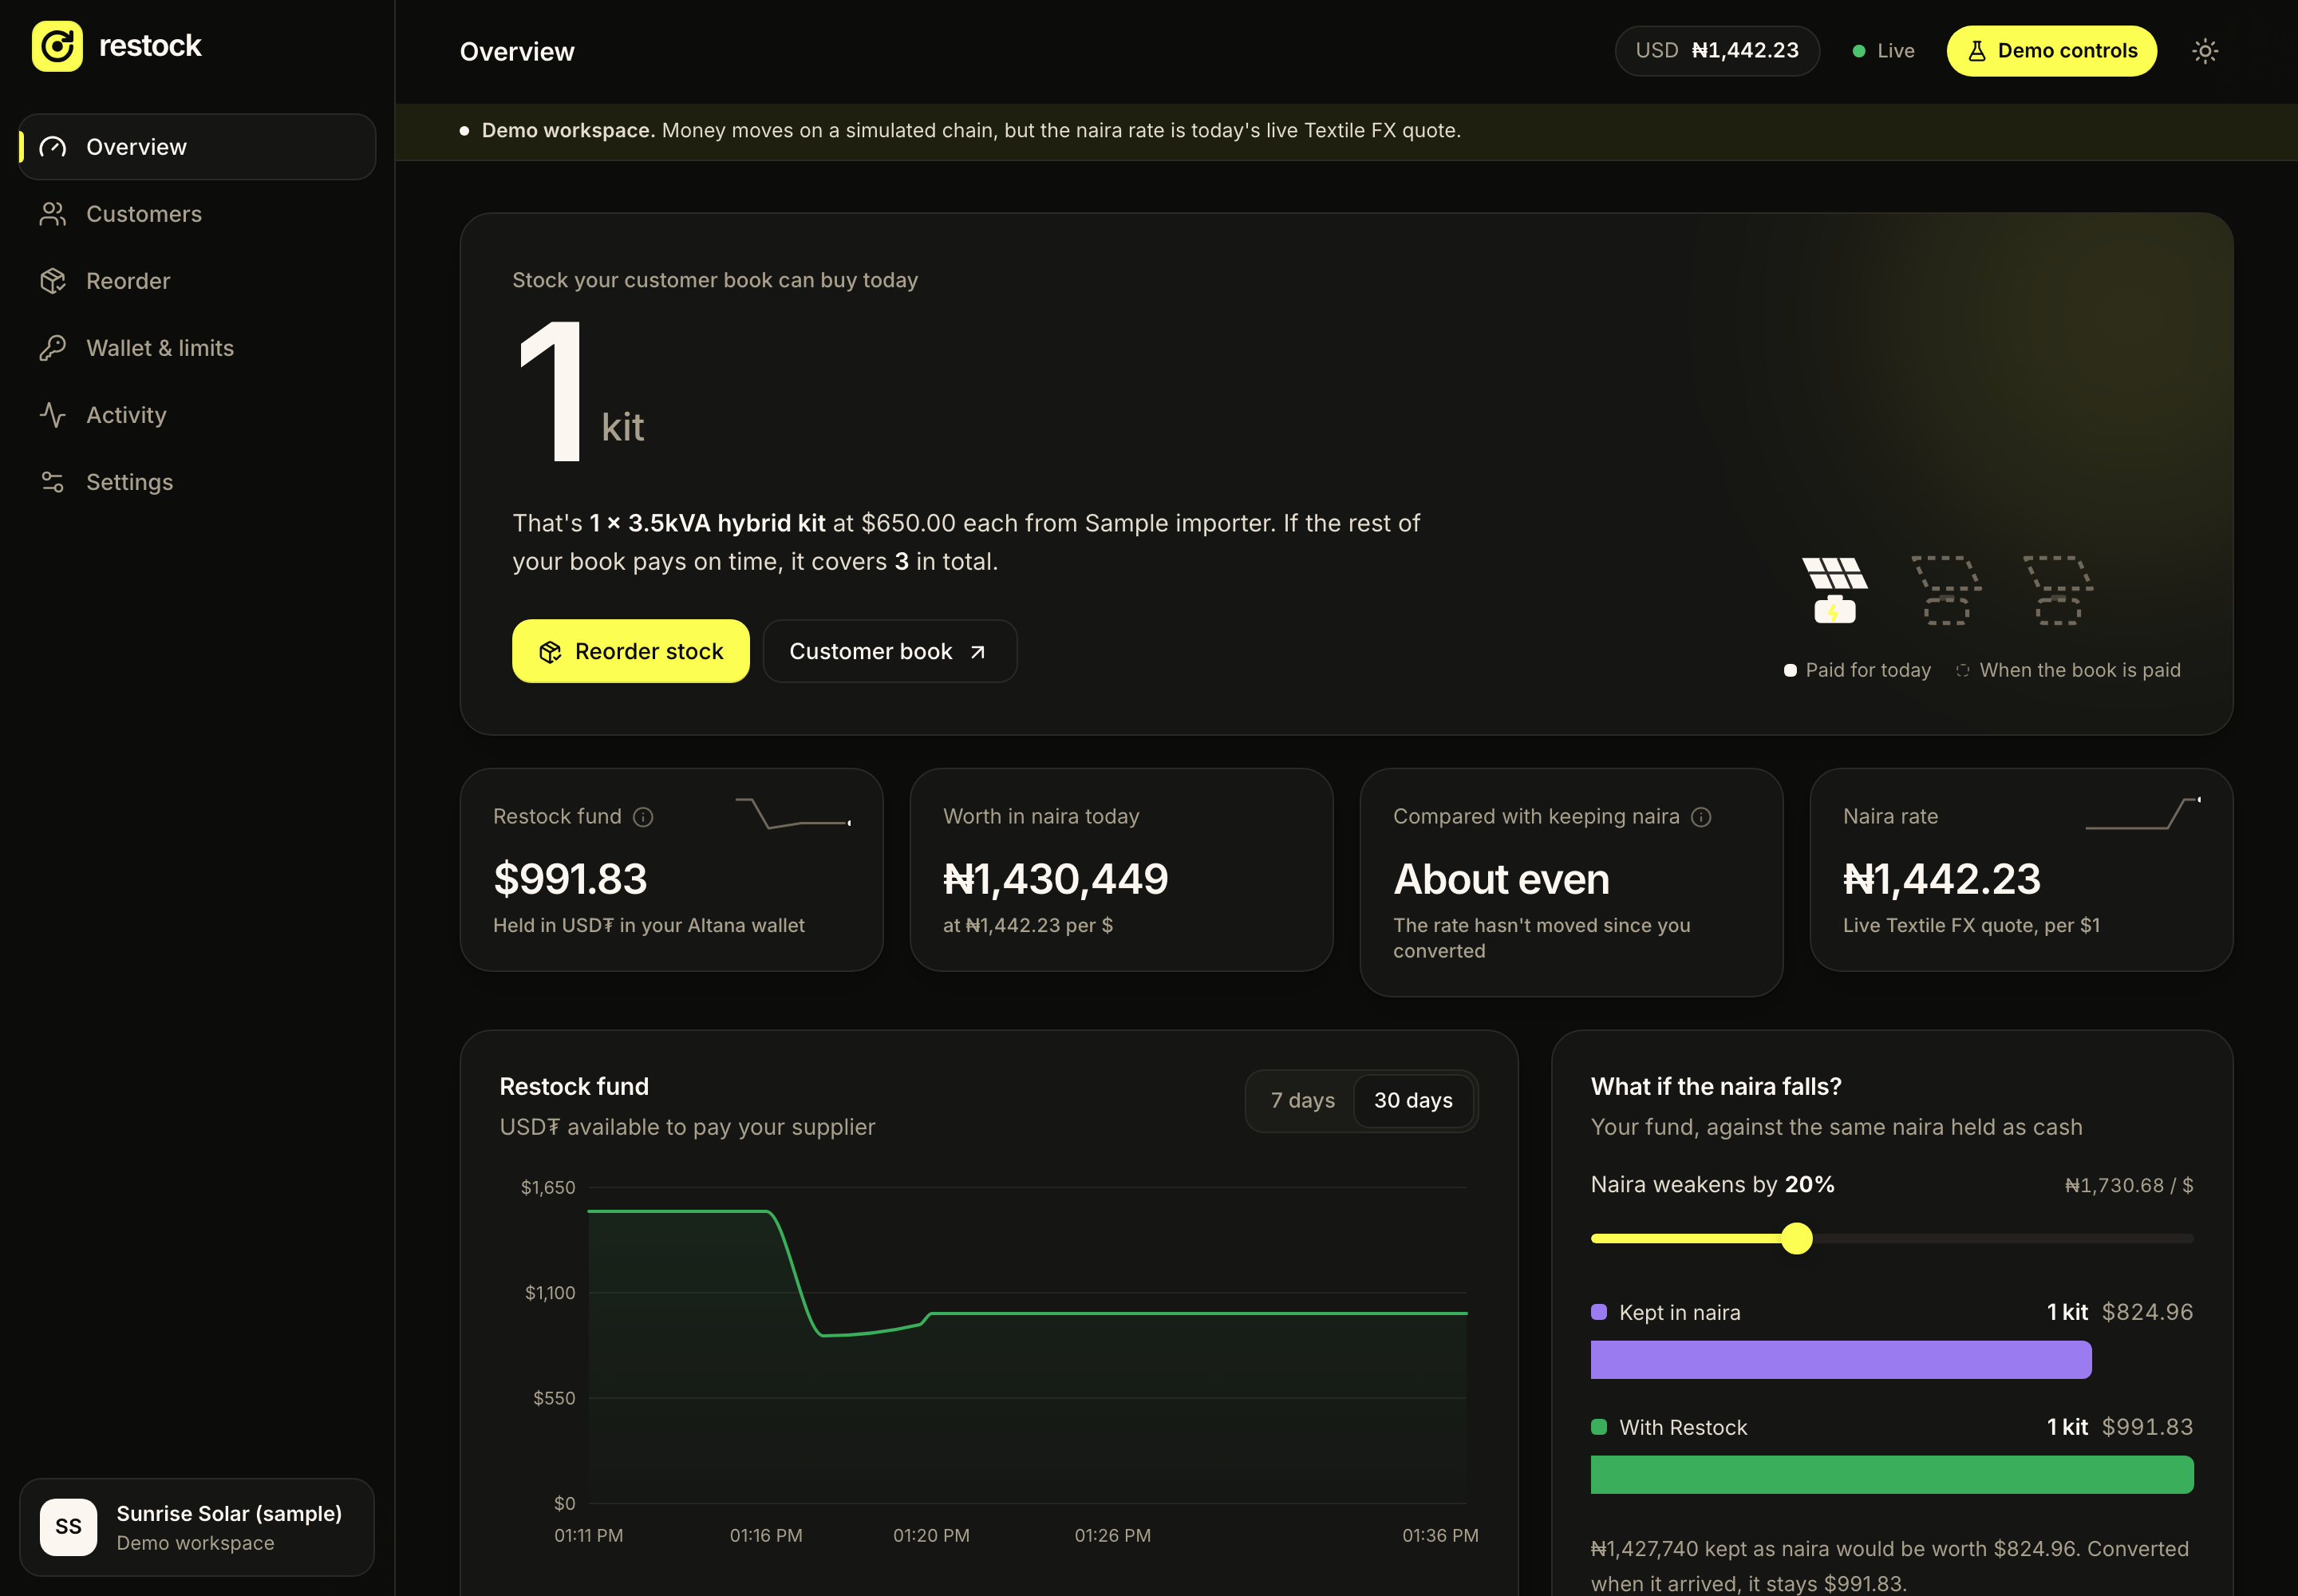 restock
Overview
Customers
Reorder
Wallet & limits
Activity
Settings
SS
Sunrise Solar (sample)
Demo workspace
Overview
USD ₦1,442.23
Live
Demo controls
Demo workspace. Money moves on a simulated chain, but the naira rate is today's live Textile FX quote.
Stock your customer book can buy today
1 kit
That's 1 × 3.5kVA hybrid kit at $650.00 each from Sample importer. If the rest of
your book pays on time, it covers 3 in total.
Reorder stock
Customer book
Paid for today
When the book is paid
Restock fund
$991.83
Held in USD₮ in your Altana wallet
Worth in naira today
₦1,430,449
at ₦1,442.23 per $
Compared with keeping naira
About even
The rate hasn't moved since you
converted
Naira rate
₦1,442.23
Live Textile FX quote, per $1
Restock fund
USD₮ available to pay your supplier
7 days
30 days
$1,650
$1,100
$550
$0
01:11 PM
01:16 PM
01:20 PM
01:26 PM
01:36 PM
What if the naira falls?
Your fund, against the same naira held as cash
Naira weakens by 20%
₦1,730.68 / $
Kept in naira
1 kit $824.96
With Restock
1 kit $991.83
₦1,427,740 kept as naira would be worth $824.96. Converted
when it arrived, it stays $991.83.